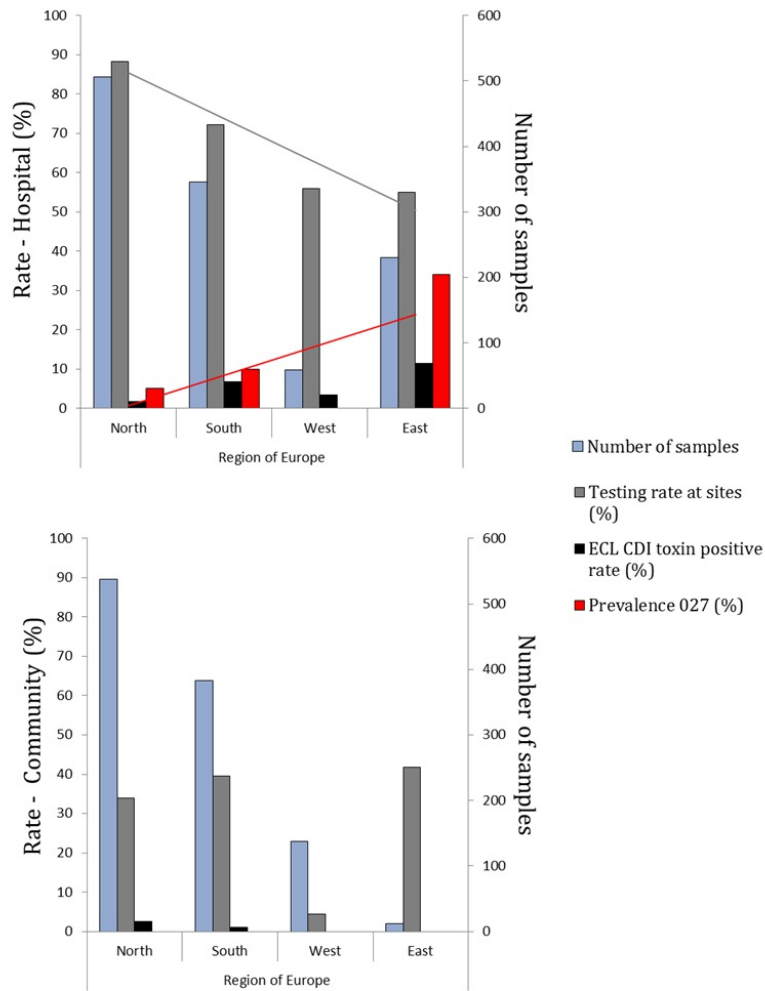 Rate - Hospital (%)
100
90
80
70
60
50
40
30
20
10
0
600
500
400
300
200
100
0
Number of samples
North South West East
Region of Europe
Number of samples
Testing rate at sites
(%)
ECL CDI toxin positive
rate (%)
Prevalence 027 (%)
Rate - Community (%)
100
90
80
70
60
50
40
30
20
10
0
600
500
400
300
200
100
0
Number of samples
North South West East
Region of Europe